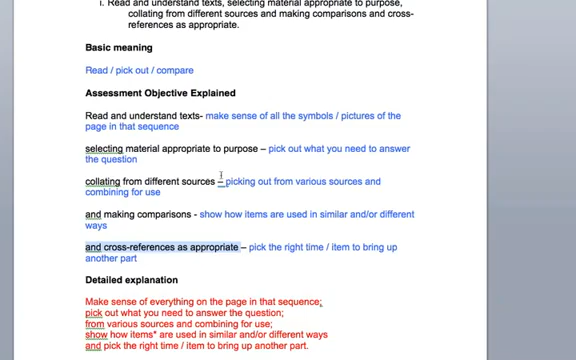 i. Read and understand texts, selecting material appropriate to purpose,
collating from different sources and making comparisons and cross-
references as appropriate.
Basic meaning
Read / pick out / compare
Assessment Objective Explained
Read and understand texts- make sense of all the symbols / pictures of the
page in that sequence
selecting material appropriate to purpose – pick out what you need to answer
the question
collating from different sources – picking out from various sources and
combining for use
and making comparisons - show how items are used in similar and/or different
ways
and cross-references as appropriate – pick the right time / item to bring up
another part
Detailed explanation
Make sense of everything on the page in that sequence;
pick out what you need to answer the question;
from various sources and combining for use;
show how items* are used in similar and/or different ways
and pick the right time / item to bring up another part.